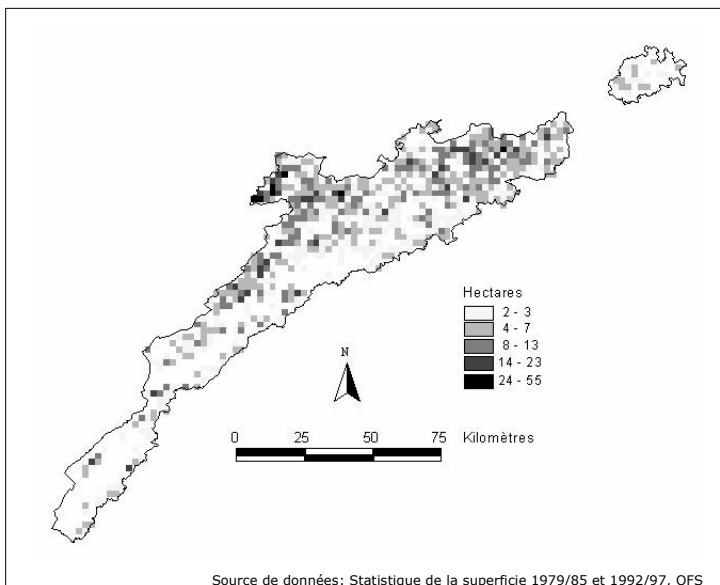 Hectares
2 - 3
4 - 7
8 - 13
14 - 23
24 - 55
N
0 25 50 75 Kilomètres
Source de données: Statistique de la superficie 1979/85 et 1992/97, OFS